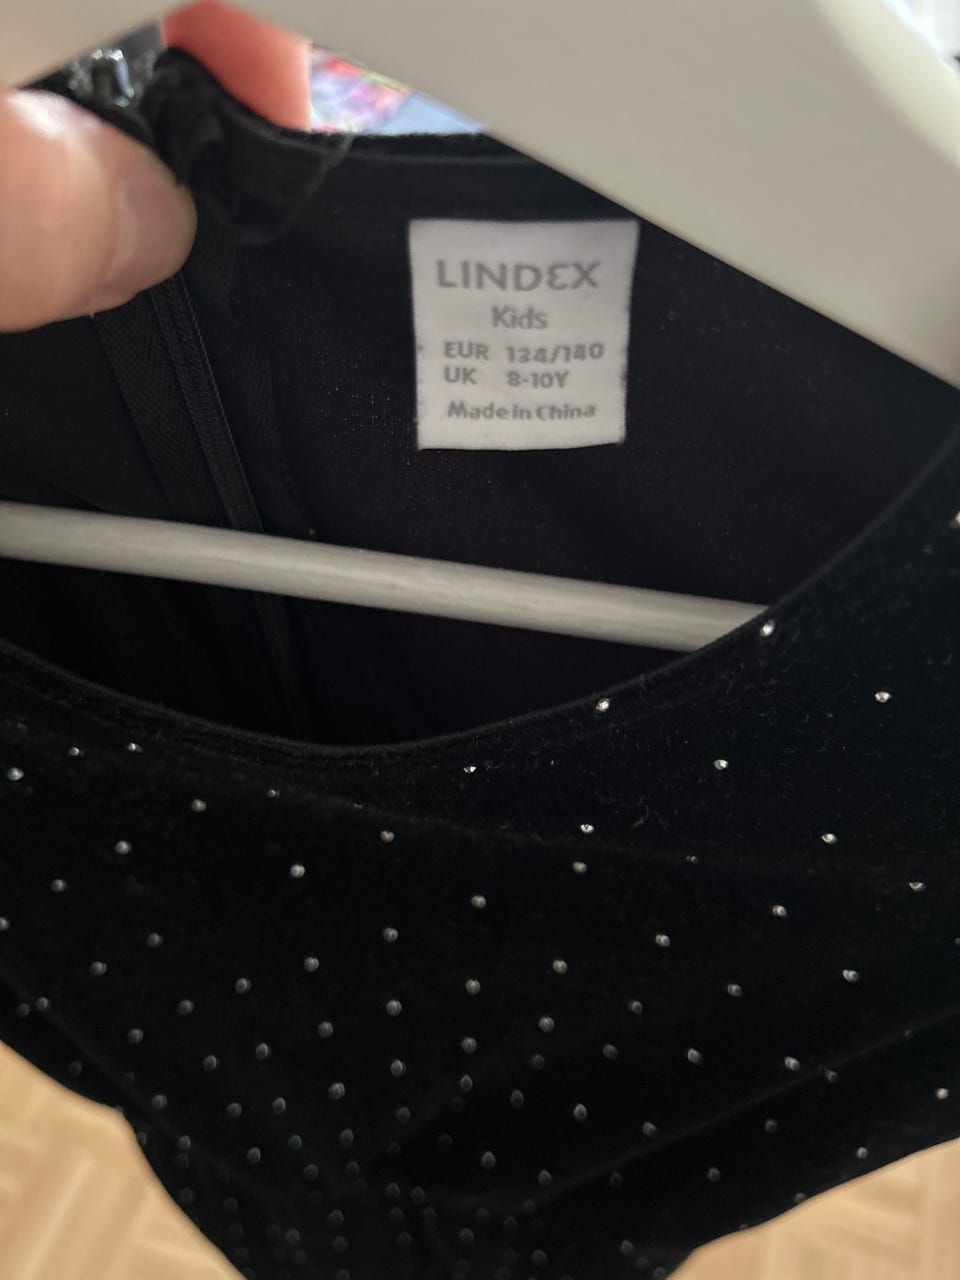 LINDEX
Kids
EUR 134/140
UK 8-10Y
Made in China